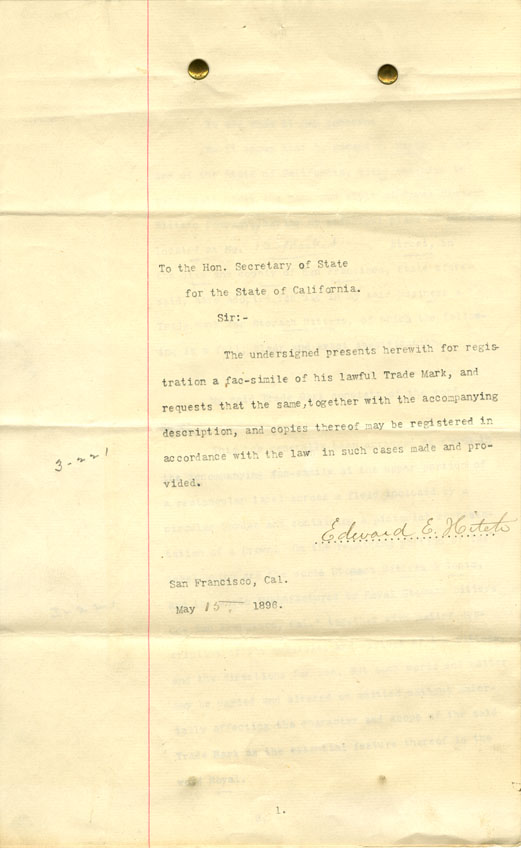 To the Hon. Secretary of State
for the State of California.
Sir:-
The undersigned presents herewith for regis-
tration a fac-simile of his lawful Trade Mark, and
requests that the same,together with the accompanying
description, and copies thereof may be registered in
accordance with the law in such cases made and pro-
vided.
3-221
Edward E. Hitch
San Francisco, Cal.
May 15, 1896.
1.